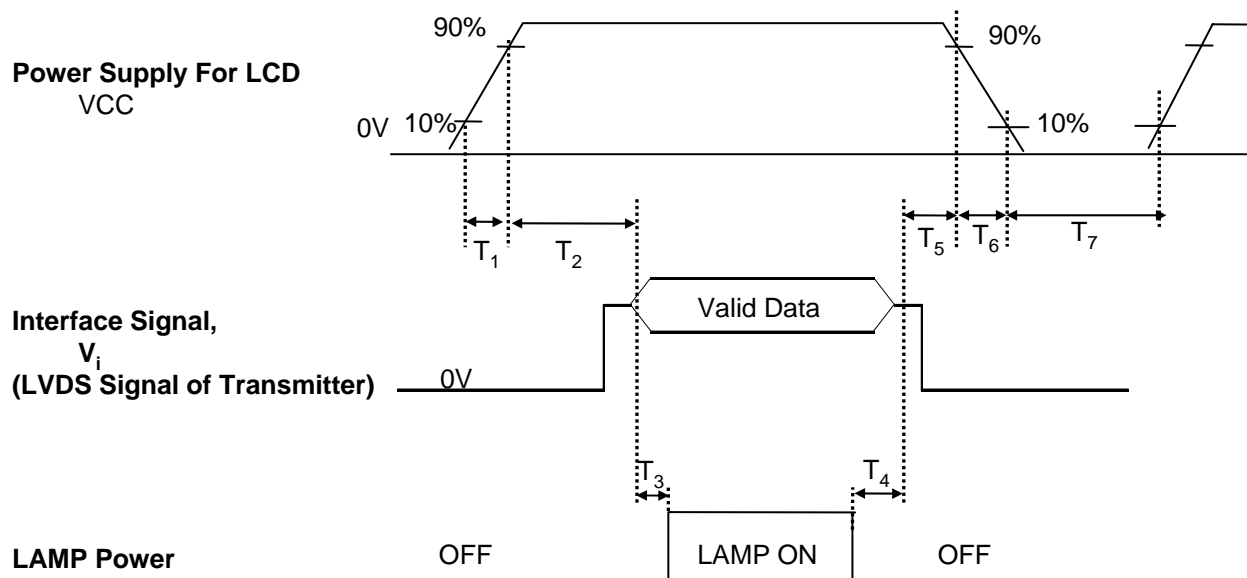 90%
90%
Power Supply For LCD
VCC
0V
10%
10%
T1
T2
T5
T6
T7
Valid Data
Interface Signal,
Vi
(LVDS Signal of Transmitter)
0V
T3
T4
LAMP Power
OFF
LAMP ON
OFF